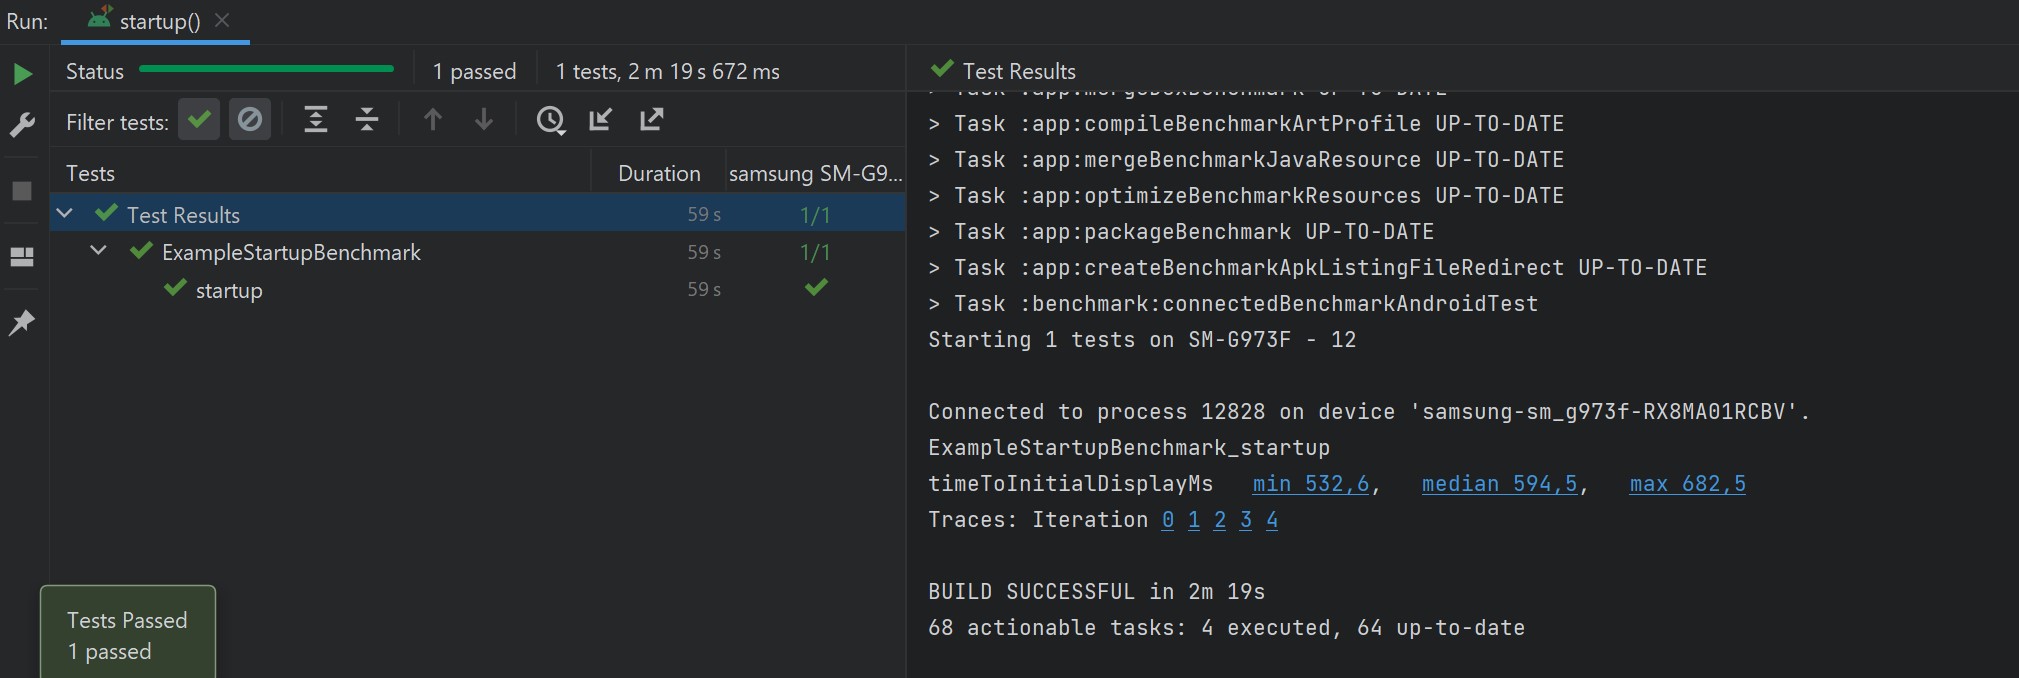 Run: startup()
Status 1 passed 1 tests, 2 m 19 s 672 ms
Filter tests:
Tests Duration samsung SM-G9...
Test Results 59 s 1/1
ExampleStartupBenchmark 59 s 1/1
startup 59 s
Tests Passed
1 passed
Test Results
> Task :app:mergeDexBenchmark UP-TO-DATE
> Task :app:compileBenchmarkArtProfile UP-TO-DATE
> Task :app:mergeBenchmarkJavaResource UP-TO-DATE
> Task :app:optimizeBenchmarkResources UP-TO-DATE
> Task :app:packageBenchmark UP-TO-DATE
> Task :app:createBenchmarkApkListingFileRedirect UP-TO-DATE
> Task :benchmark:connectedBenchmarkAndroidTest
Starting 1 tests on SM-G973F - 12
Connected to process 12828 on device 'samsung-sm_g973f-RX8MA01RCBV'.
ExampleStartupBenchmark_startup
timeToInitialDisplayMs min 532,6, median 594,5, max 682,5
Traces: Iteration 0 1 2 3 4
BUILD SUCCESSFUL in 2m 19s
68 actionable tasks: 4 executed, 64 up-to-date